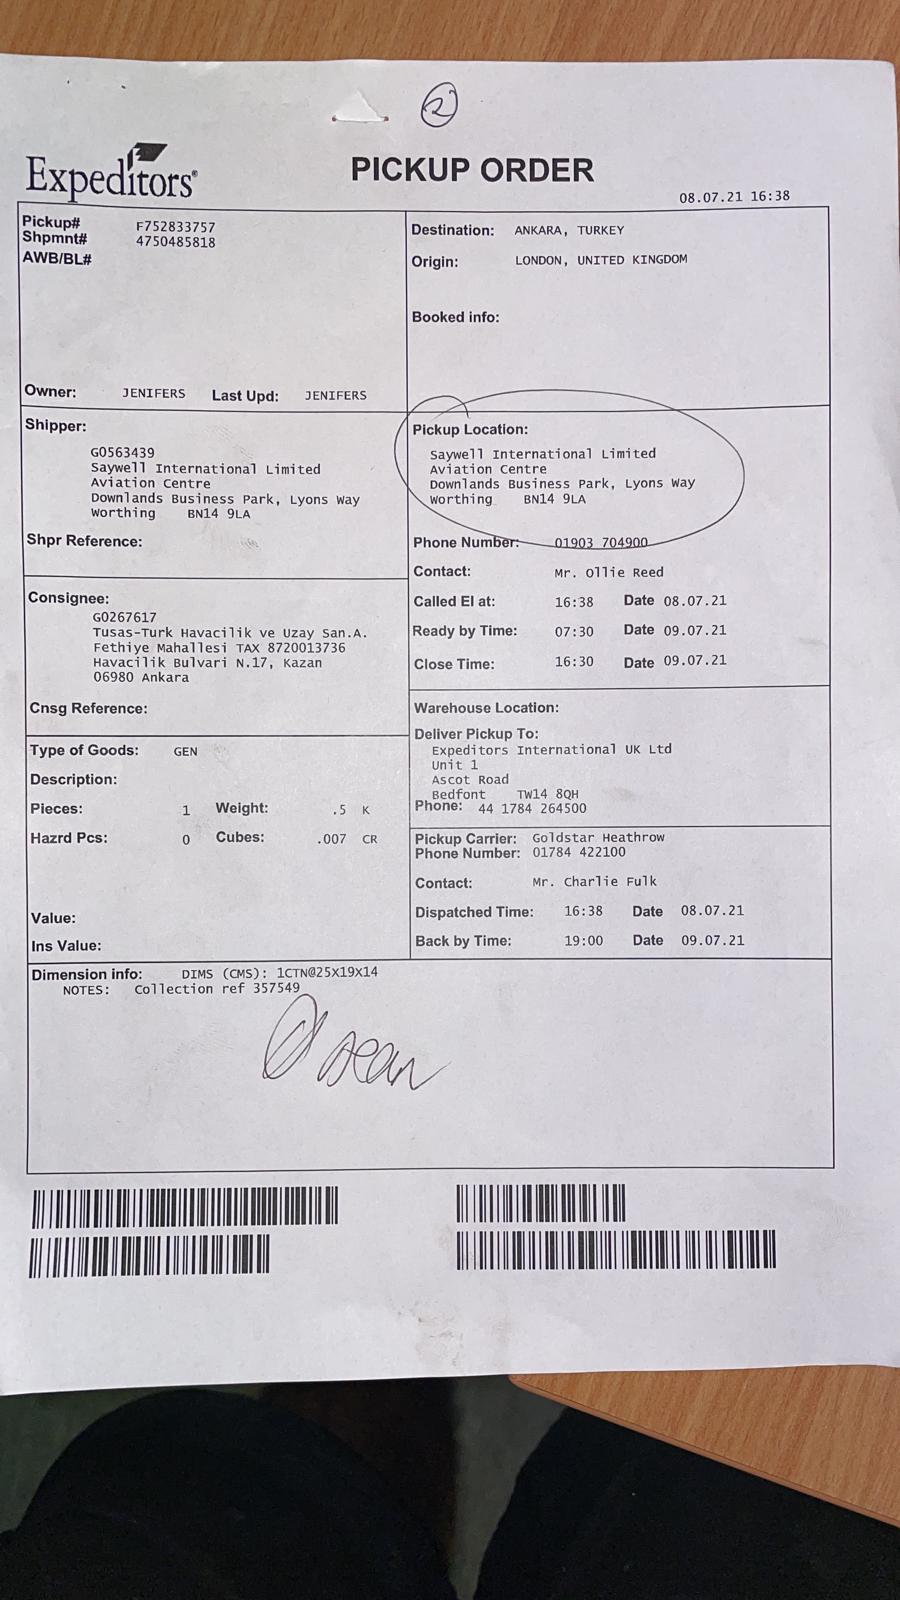 2
Expeditors®
PICKUP ORDER
08.07.21 16:38
Pickup# F752833757
Shpmnt# 4750485818
AWB/BL#
Owner: JENIFERS Last Upd: JENIFERS
Destination: ANKARA, TURKEY
Origin: LONDON, UNITED KINGDOM
Booked info:
Shipper:
G0563439
Saywell International Limited
Aviation Centre
Downlands Business Park, Lyons Way
Worthing BN14 9LA
Shpr Reference:
Pickup Location:
Saywell International Limited
Aviation Centre
Downlands Business Park, Lyons Way
Worthing BN14 9LA
Phone Number: 01903 704900
Contact: Mr. Ollie Reed
Called EI at: 16:38 Date 08.07.21
Ready by Time: 07:30 Date 09.07.21
Close Time: 16:30 Date 09.07.21
Consignee:
G0267617
Tusas-Turk Havacilik ve Uzay San.A.
Fethiye Mahallesi TAX 8720013736
Havacilik Bulvari N.17, Kazan
06980 Ankara
Cnsg Reference:
Warehouse Location:
Deliver Pickup To:
Expeditors International UK Ltd
Unit 1
Ascot Road
Bedfont TW14 8QH
Phone: 44 1784 264500
Type of Goods: GEN
Description:
Pieces: 1 Weight: .5 K
Hazrd Pcs: 0 Cubes: .007 CR
Value:
Ins Value:
Pickup Carrier: Goldstar Heathrow
Phone Number: 01784 422100
Contact: Mr. Charlie Fulk
Dispatched Time: 16:38 Date 08.07.21
Back by Time: 19:00 Date 09.07.21
Dimension info: DIMS (CMS): 1CTN@25X19X14
NOTES: Collection ref 357549